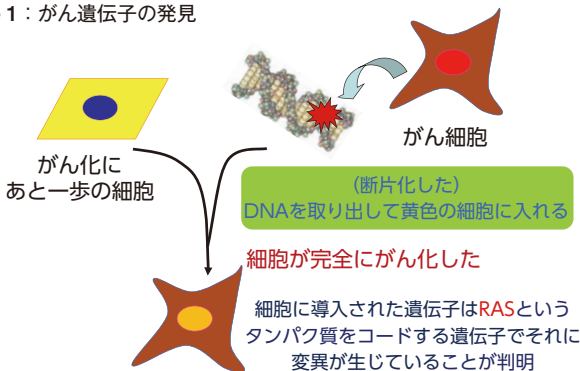 1：がん遺伝子の発見
がん細胞
がん化に
あと一歩の細胞
(断片化した)
DNAを取り出して黄色の細胞に入れる
細胞が完全にがん化した
細胞に導入された遺伝子はRASという
タンパク質をコードする遺伝子でそれに
変異が生じていることが判明